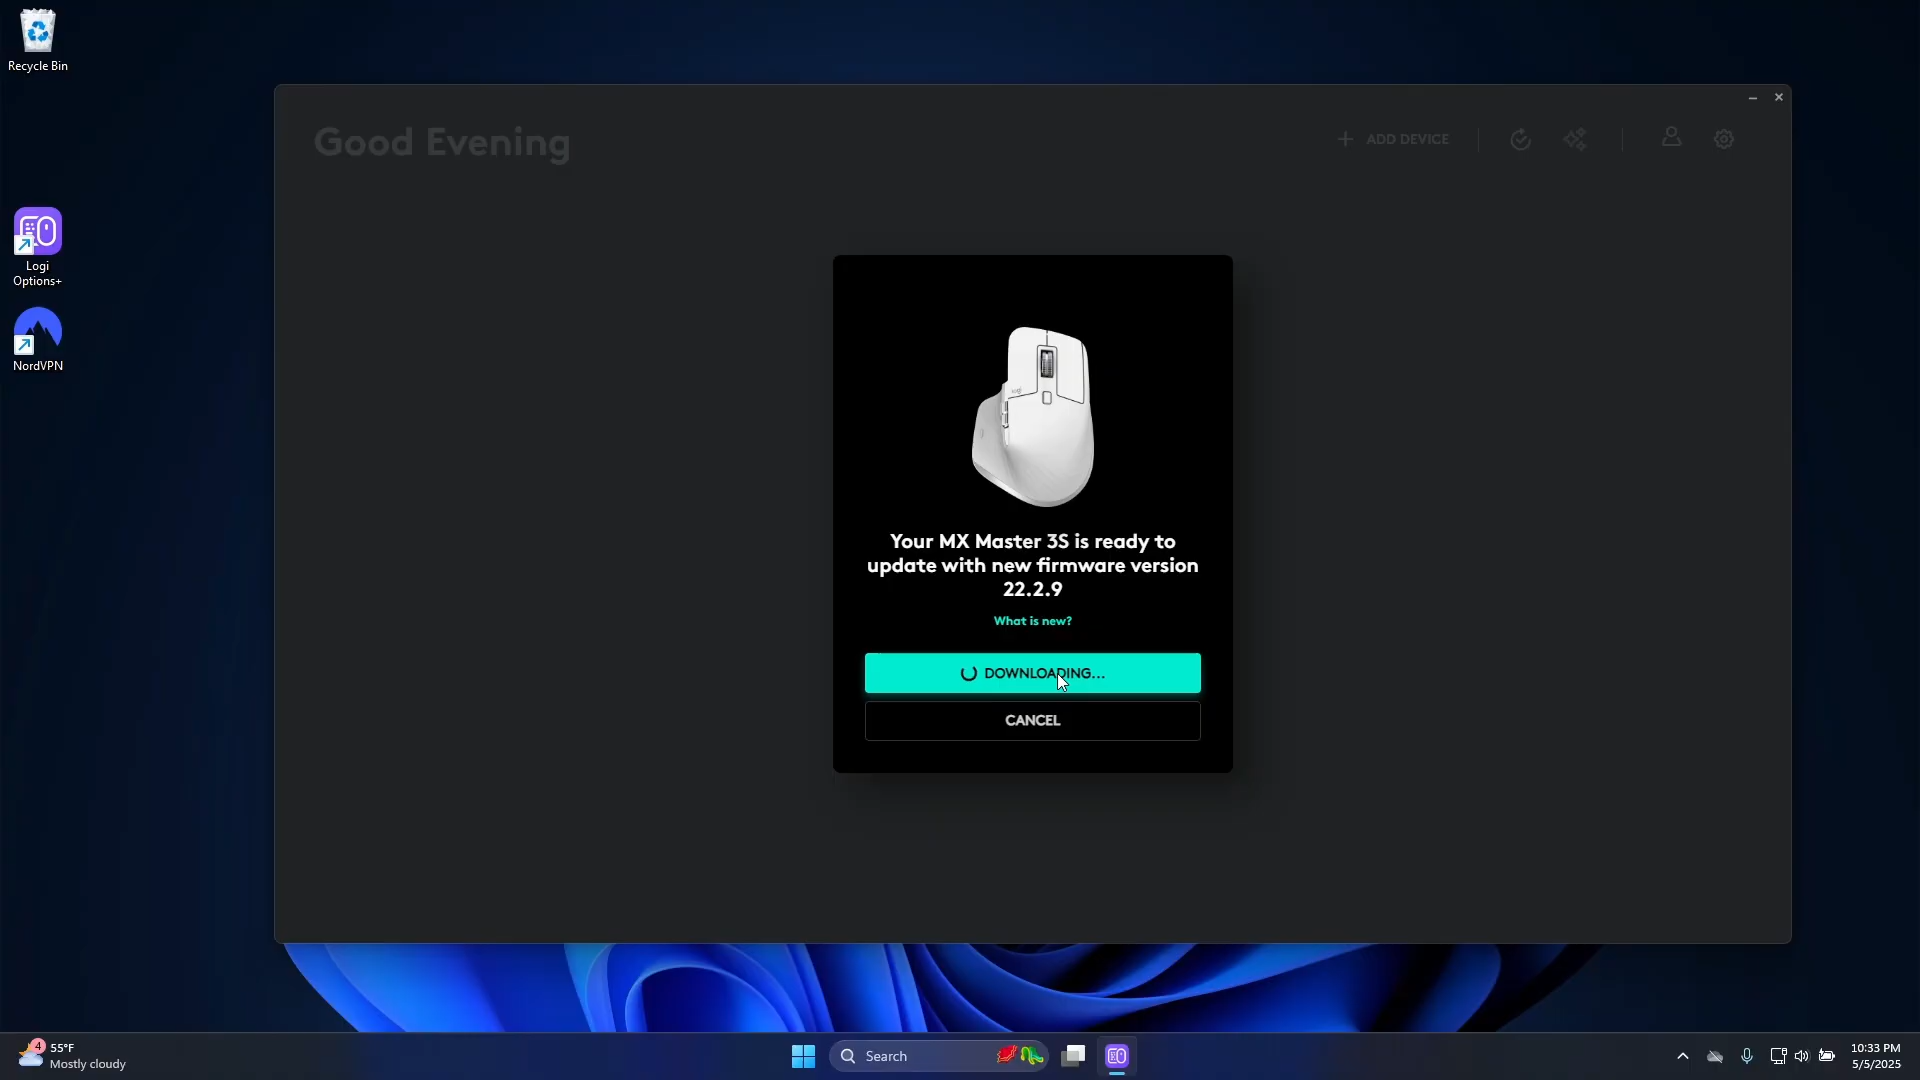 Recycle Bin
Good Evening
ADD DEVICE
Logi
Options+
NordVPN
Your MX Master 3S is ready to
update with new firmware version
22.2.9
What is new?
DOWNLOADING...
CANCEL
4
55°F
Mostly cloudy
Search
10:33 PM
5/5/2025